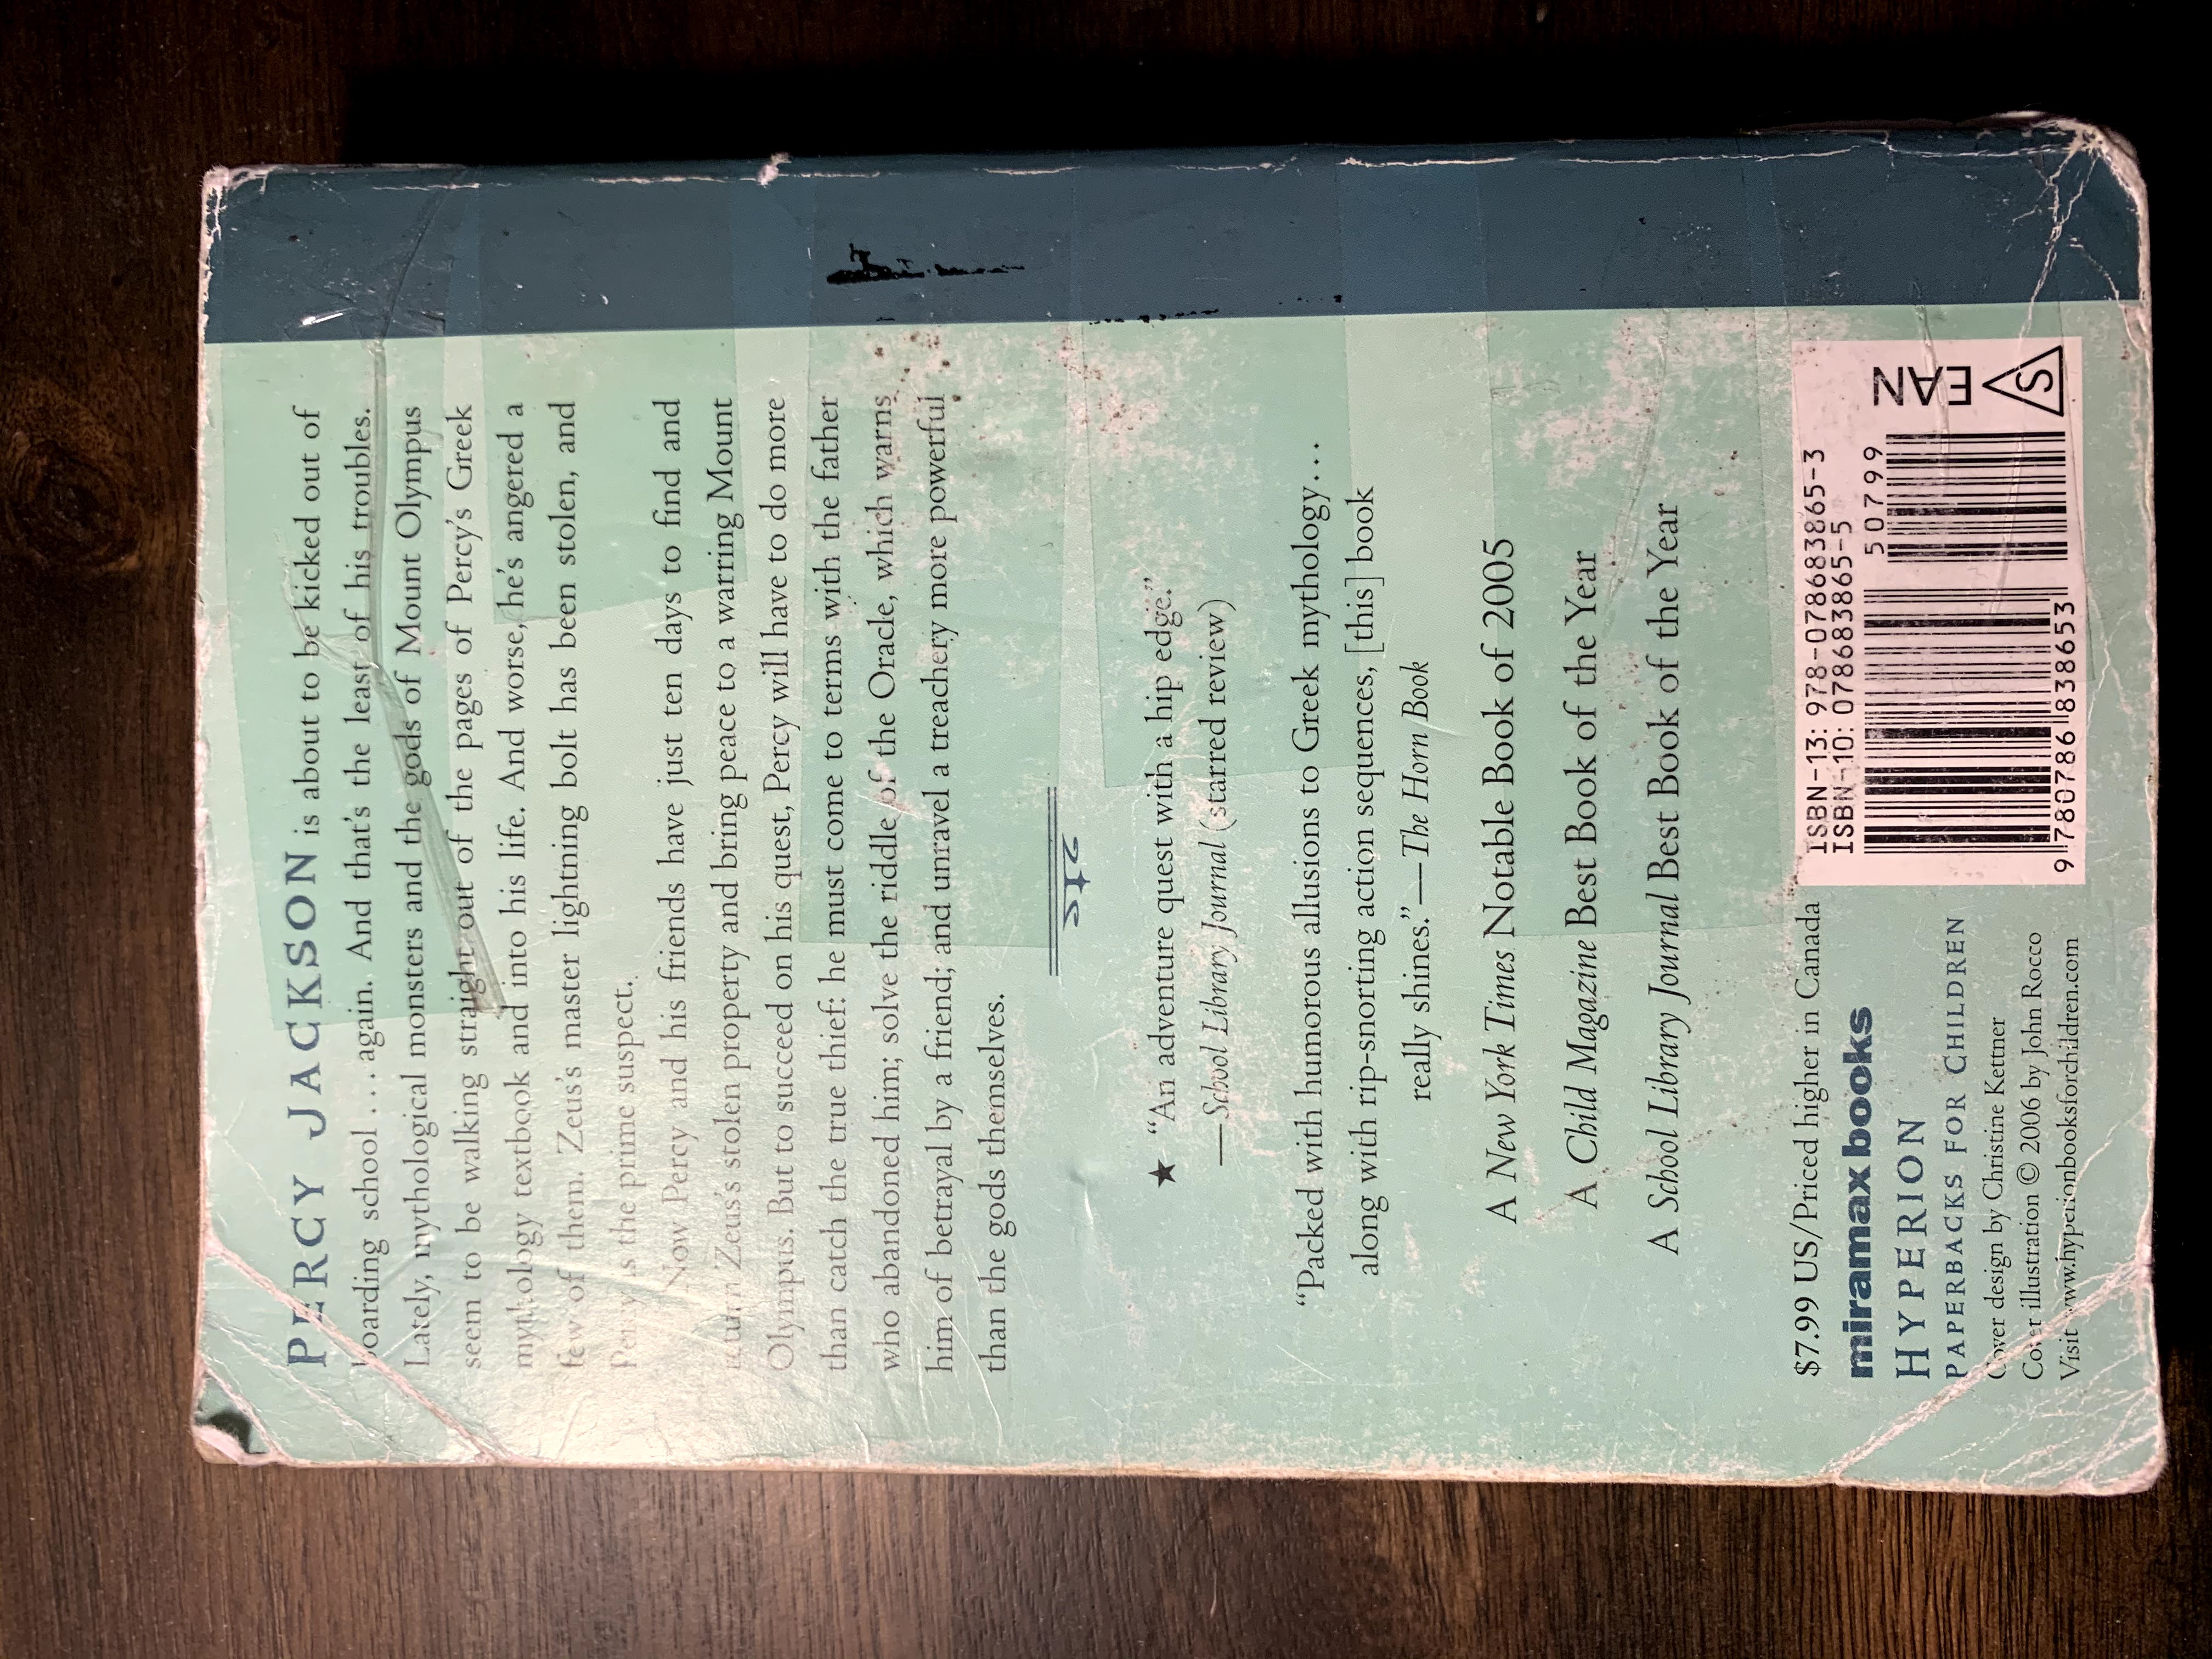 PERCY JACKSON is about to be kicked out of
boarding school . . . again. And that's the least of his troubles.
Lately, mythological monsters and the gods of Mount Olympus
seem to be walking straight out of the pages of Percy's Greek
mythology textbook and into his life. And worse, he's angered a
few of them. Zeus's master lightning bolt has been stolen, and
Percy is the prime suspect.
Now Percy and his friends have just ten days to find and
return Zeus's stolen property and bring peace to a warring Mount
Olympus. But to succeed on his quest, Percy will have to do more
than catch the true thief: he must come to terms with the father
who abandoned him; solve the riddle of the Oracle, which warns
him of betrayal by a friend; and unravel a treachery more powerful
than the gods themselves.
★ “An adventure quest with a hip edge.”
—School Library Journal (starred review)
“Packed with humorous allusions to Greek mythology . . .
along with rip-snorting action sequences, [this] book
really shines.”—The Horn Book
A New York Times Notable Book of 2005
A Child Magazine Best Book of the Year
A School Library Journal Best Book of the Year
$7.99 US/Priced higher in Canada
miramax books
HYPERION
PAPERBACKS FOR CHILDREN
Cover design by Christine Kettner
Cover illustration © 2006 by John Rocco
Visit www.hyperionbooksforchildren.com
ISBN-13: 978-078683865-3
ISBN-10: 078683865-5
50799
9 780786 838653
EAN
S